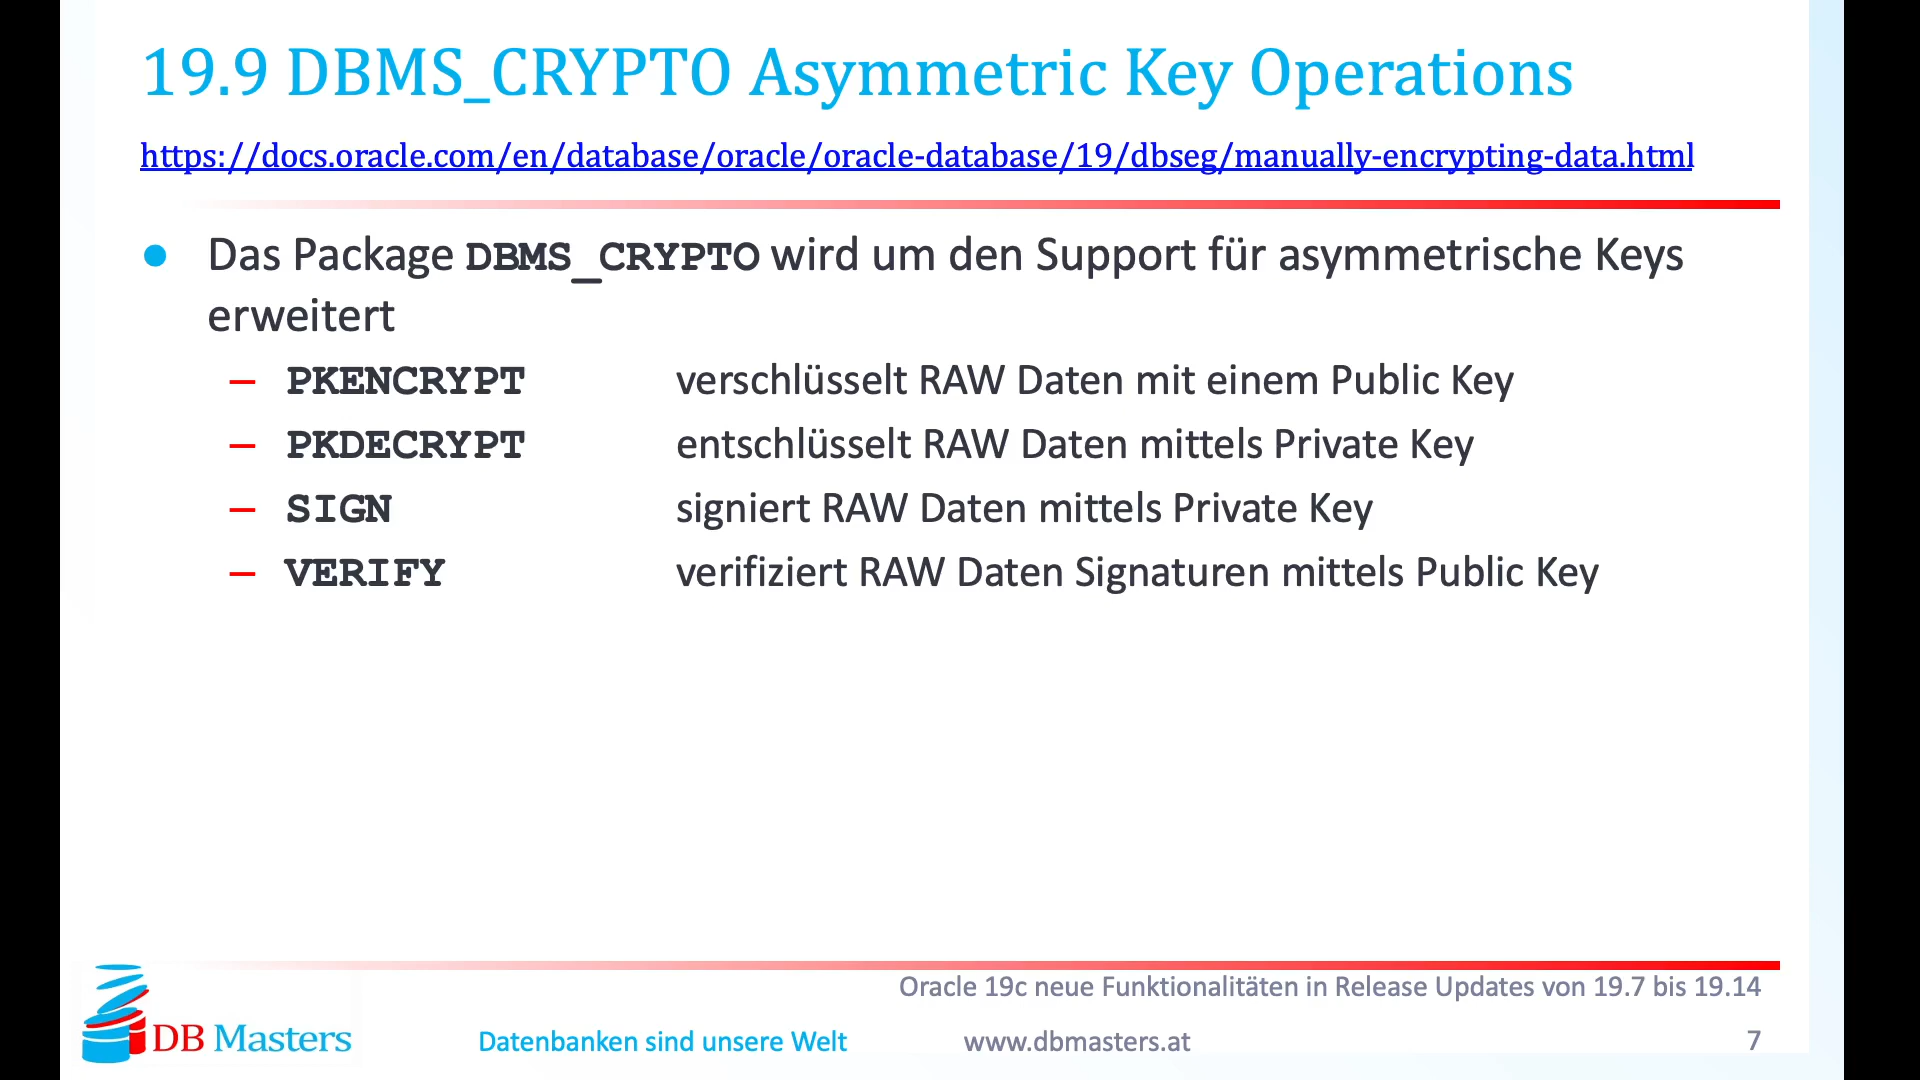 19.9 DBMS_CRYPTO Asymmetric Key Operations
https://docs.oracle.com/en/database/oracle/oracle-database/19/dbseg/manually-encrypting-data.html
● Das Package DBMS_CRYPTO wird um den Support für asymmetrische Keys
erweitert
– PKENCRYPT verschlüsselt RAW Daten mit einem Public Key
– PKDECRYPT entschlüsselt RAW Daten mittels Private Key
– SIGN signiert RAW Daten mittels Private Key
– VERIFY verifiziert RAW Daten Signaturen mittels Public Key
Oracle 19c neue Funktionalitäten in Release Updates von 19.7 bis 19.14
DB Masters Datenbanken sind unsere Welt www.dbmasters.at 7